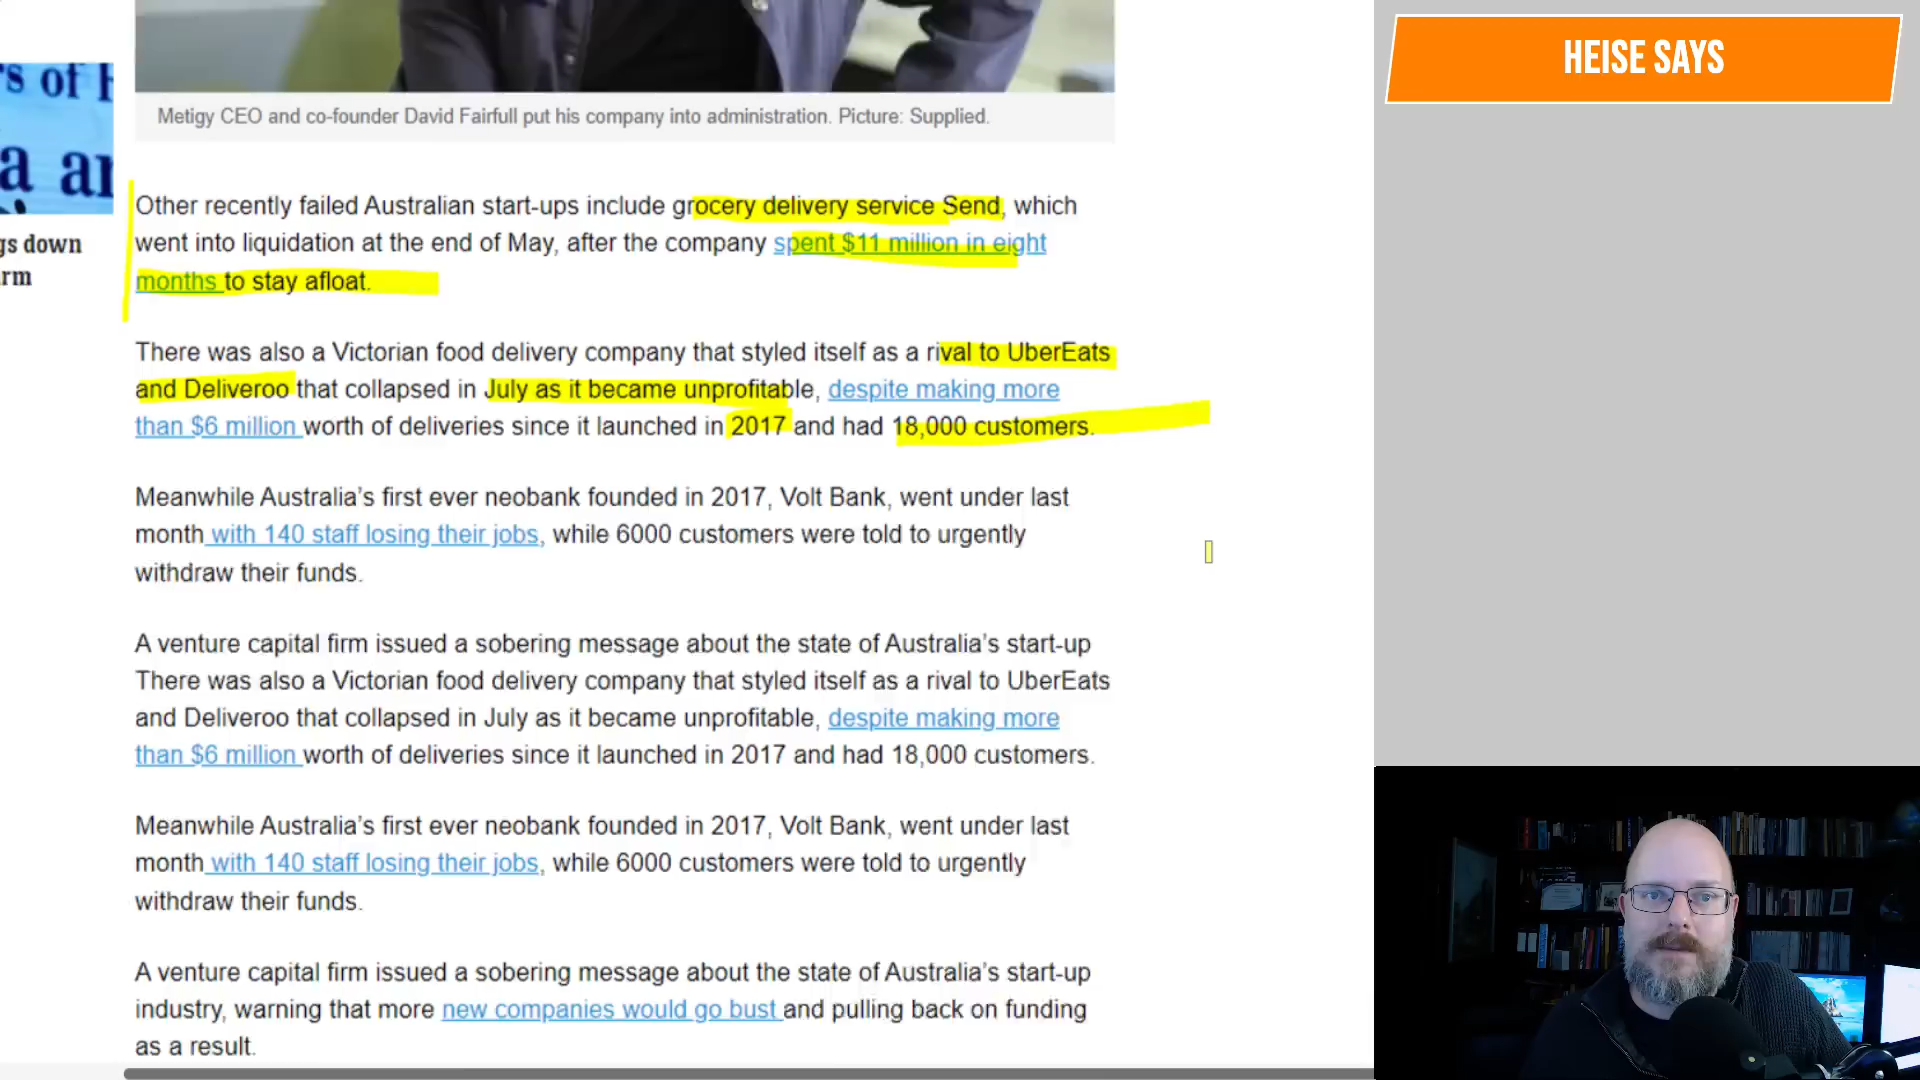 HEISE SAYS
s of
a ar
gs down
rm
Metigy CEO and co-founder David Fairfull put his company into administration. Picture: Supplied.
Other recently failed Australian start-ups include grocery delivery service Send, which
went into liquidation at the end of May, after the company spent $11 million in eight
months to stay afloat.
There was also a Victorian food delivery company that styled itself as a rival to UberEats
and Deliveroo that collapsed in July as it became unprofitable, despite making more
than $6 million worth of deliveries since it launched in 2017 and had 18,000 customers.
Meanwhile Australia's first ever neobank founded in 2017, Volt Bank, went under last
month with 140 staff losing their jobs, while 6000 customers were told to urgently
withdraw their funds.
A venture capital firm issued a sobering message about the state of Australia's start-up
There was also a Victorian food delivery company that styled itself as a rival to UberEats
and Deliveroo that collapsed in July as it became unprofitable, despite making more
than $6 million worth of deliveries since it launched in 2017 and had 18,000 customers.
Meanwhile Australia's first ever neobank founded in 2017, Volt Bank, went under last
month with 140 staff losing their jobs, while 6000 customers were told to urgently
withdraw their funds.
A venture capital firm issued a sobering message about the state of Australia's start-up
industry, warning that more new companies would go bust and pulling back on funding
as a result.